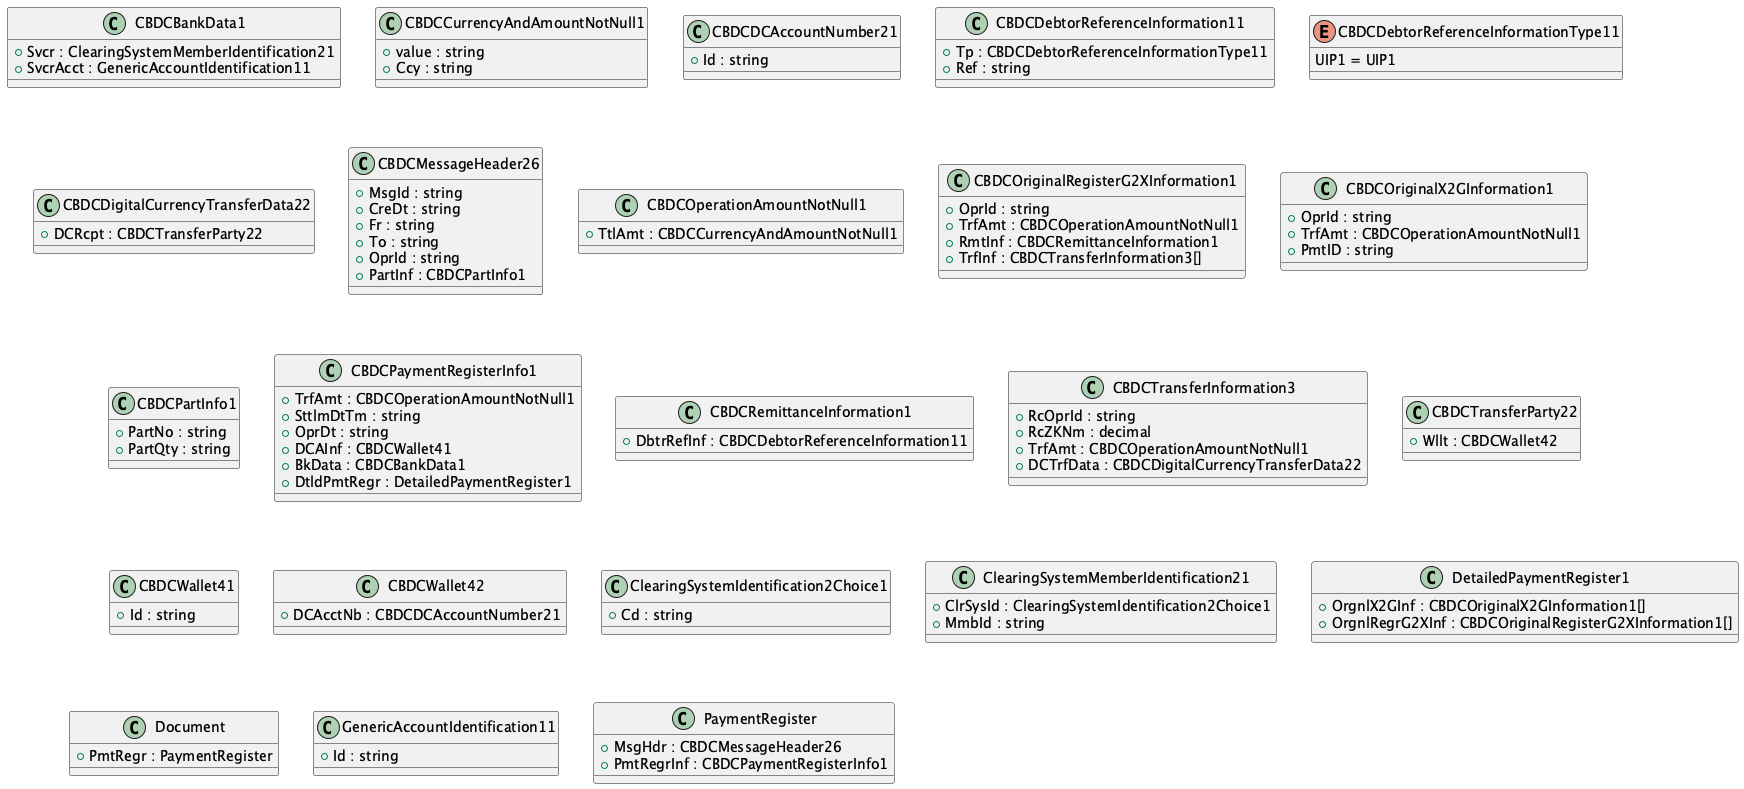 CBDCBankData1
Svcr : ClearingSystemMemberIdentification21
SvcrAcct : GenericAccountIdentification11
CBDCCurrencyAndAmountNotNull1
value : string
Ccy : string
CBDCDCAccountNumber21
Id : string
CBDCDebtorReferenceInformation11
Tp : CBDCDebtorReferenceInformationType11
Ref : string
CBDCDebtorReferenceInformationType11
UIP1 = UIP1
CBDCDigitalCurrencyTransferData22
DCRcpt : CBDCTransferParty22
CBDCMessageHeader26
MsgId : string
CreDt : string
Fr : string
To : string
OprId : string
PartInf : CBDCPartInfo1
CBDCOperationAmountNotNull1
TtlAmt : CBDCCurrencyAndAmountNotNull1
CBDCOriginalRegisterG2XInformation1
OprId : string
TrfAmt : CBDCOperationAmountNotNull1
RmtInf : CBDCRemittanceInformation1
TrfInf : CBDCTransferInformation3[]
CBDCOriginalX2GInformation1
OprId : string
TrfAmt : CBDCOperationAmountNotNull1
PmtID : string
CBDCPartInfo1
PartNo : string
PartQty : string
CBDCPaymentRegisterInfo1
TrfAmt : CBDCOperationAmountNotNull1
SttlmDtTm : string
OprDt : string
DCAInf : CBDCWallet41
BkData : CBDCBankData1
DtldPmtRegr : DetailedPaymentRegister1
CBDCRemittanceInformation1
DbtrRefInf : CBDCDebtorReferenceInformation11
CBDCTransferInformation3
RcOprId : string
RcZKNm : decimal
TrfAmt : CBDCOperationAmountNotNull1
DCTrfData : CBDCDigitalCurrencyTransferData22
CBDCTransferParty22
Wllt : CBDCWallet42
CBDCWallet41
Id : string
CBDCWallet42
DCAcctNb : CBDCDCAccountNumber21
ClearingSystemIdentification2Choice1
Cd : string
ClearingSystemMemberIdentification21
ClrSysId : ClearingSystemIdentification2Choice1
MmbId : string
DetailedPaymentRegister1
OrgnlX2GInf : CBDCOriginalX2GInformation1[]
OrgnlRegrG2XInf : CBDCOriginalRegisterG2XInformation1[]
Document
PmtRegr : PaymentRegister
GenericAccountIdentification11
Id : string
PaymentRegister
MsgHdr : CBDCMessageHeader26
PmtRegrInf : CBDCPaymentRegisterInfo1